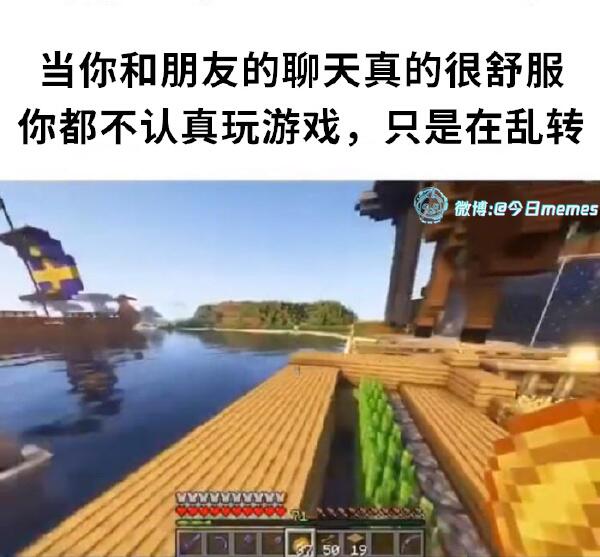 当你和朋友的聊天真的很舒服
你都不认真玩游戏，只是在乱转
微博:@今日memes
71
37 50 19